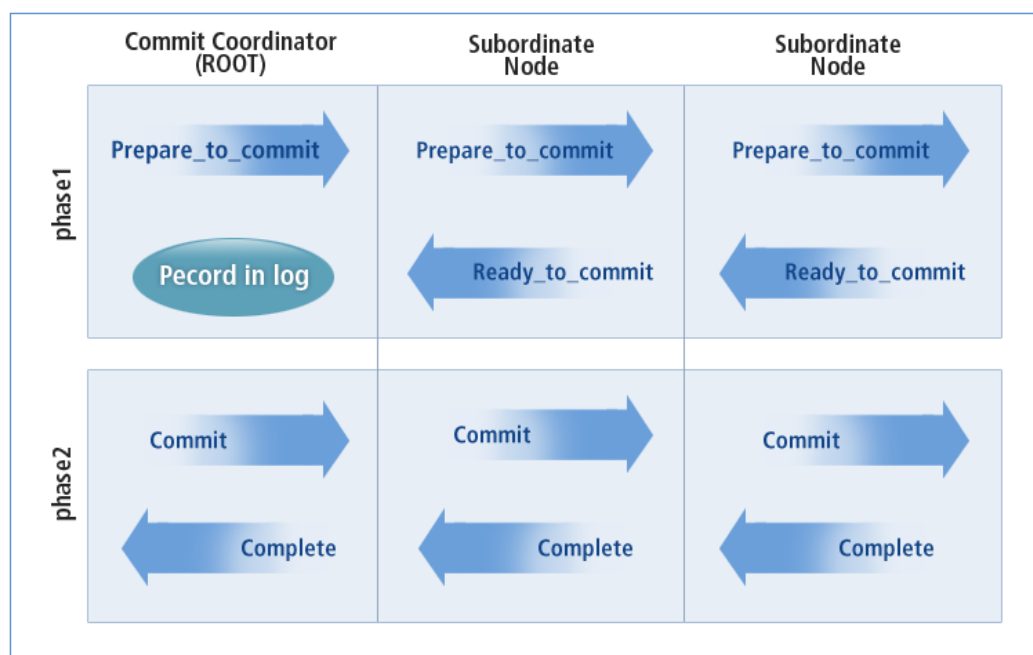 Commit Coordinator
(ROOT)
Subordinate
Node
Subordinate
Node
phase1
Prepare_to_commit
Prepare_to_commit
Prepare_to_commit
Pecord in log
Ready_to_commit
Ready_to_commit
phase2
Commit
Commit
Commit
Complete
Complete
Complete